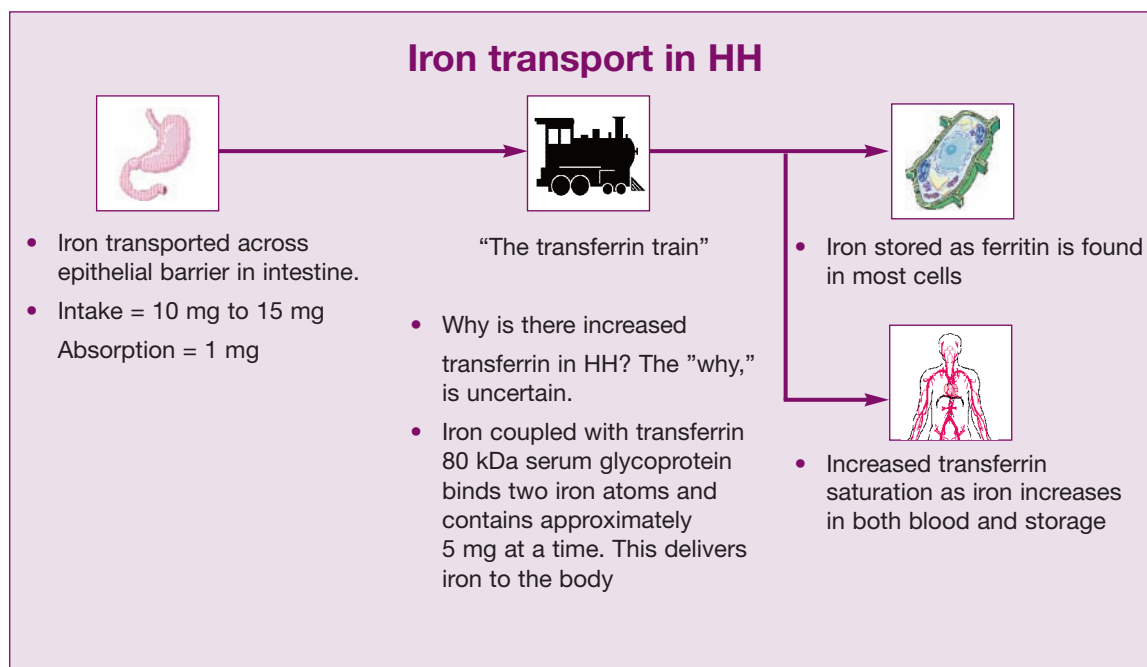 Iron transport in HH
• Iron transported across
epithelial barrier in intestine.
• Intake = 10 mg to 15 mg
Absorption = 1 mg
“The transferrin train”
• Why is there increased
transferrin in HH? The ”why,”
is uncertain.
• Iron coupled with transferrin
80 kDa serum glycoprotein
binds two iron atoms and
contains approximately
5 mg at a time. This delivers
iron to the body
• Iron stored as ferritin is found
in most cells
• Increased transferrin
saturation as iron increases
in both blood and storage